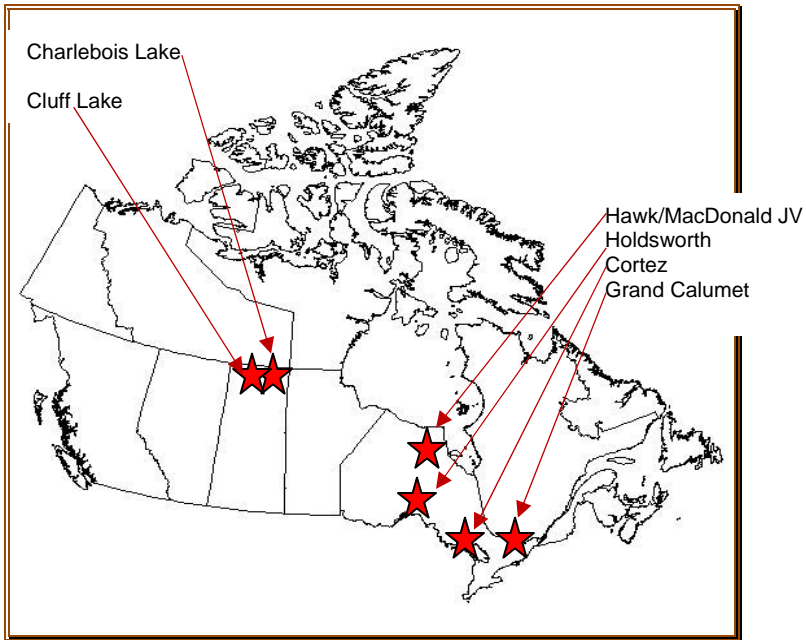 Charlebois Lake
Cluff Lake
Hawk/MacDonald JV
Holdsworth
Cortez
Grand Calumet